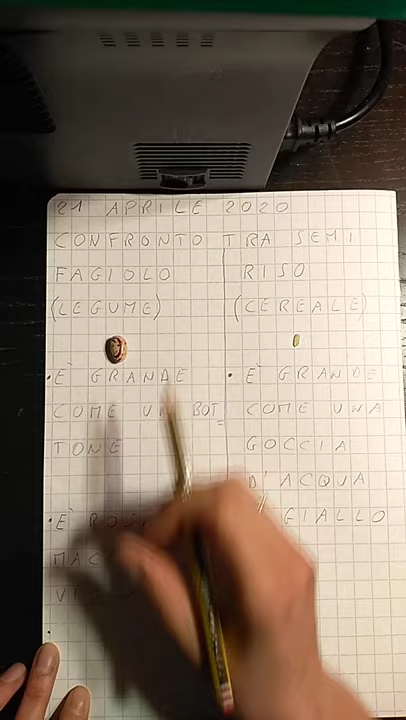 21 APRILE 2020
CONFRONTO TRA SEMI
FAGIOLO
(LEGUME)
•E' GRANDE
COME UN BOT
TONE
•E'
RISO
(CEREALE)
• E' GRANDE
COME UNA
GOCCIA
D'ACQUA
GIALLO